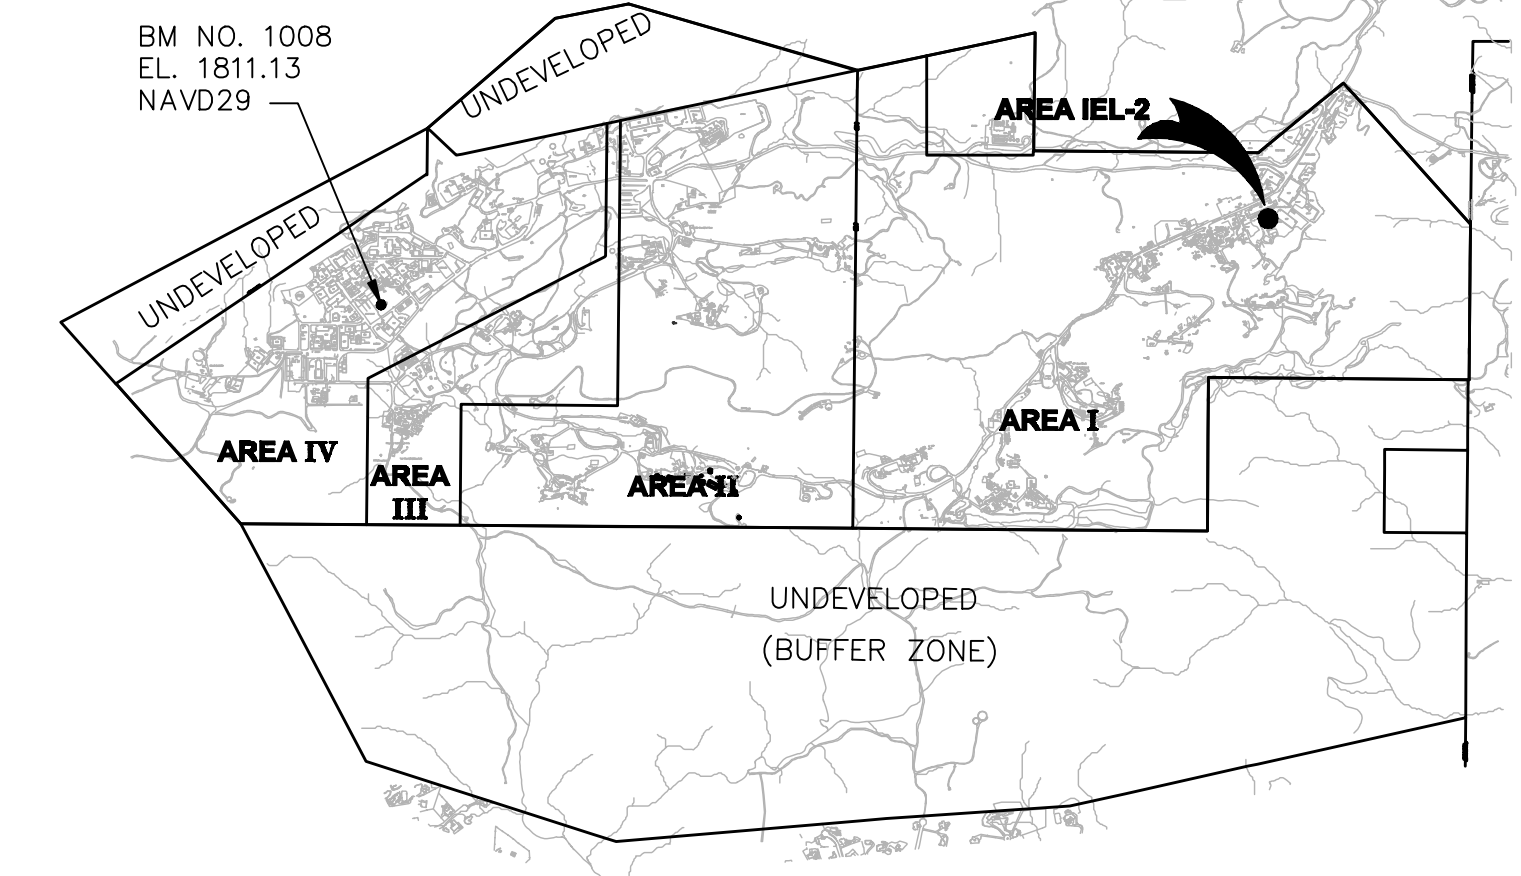 BM NO. 1008
EL. 1811.13
NAVD29
UNDEVELOPED
UNDEVELOPED
AREA IEL-2
AREA I
AREA IV
AREA
III
AREA II
UNDEVELOPED
(BUFFER ZONE)